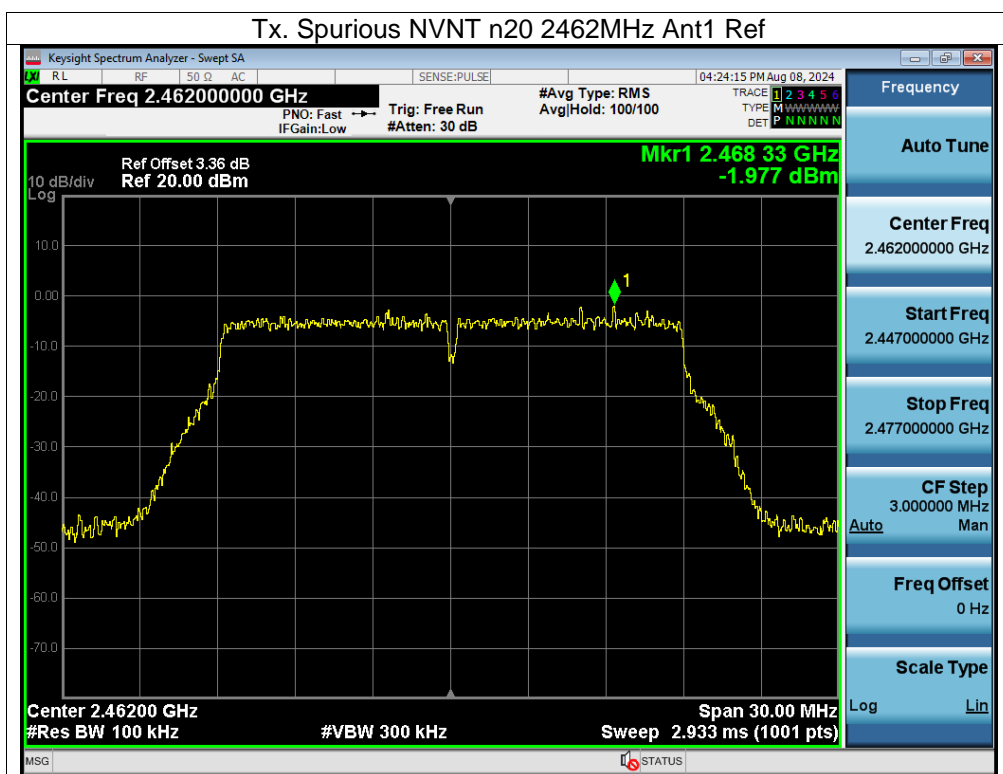 Tx. Spurious NVNT n20 2462MHz Ant1 Ref
Keysight Spectrum Analyzer - Swept SA
LXI RL RF 50 Ω AC SENSE:PULSE 04:24:15 PM Aug 08, 2024
Center Freq 2.462000000 GHz
PNO: Fast
IFGain:Low
Trig: Free Run
#Atten: 30 dB
#Avg Type: RMS
Avg|Hold: 100/100
TRACE 1 2 3 4 5 6
TYPE M WWWWW
DET P N N N N N
Mkr1 2.468 33 GHz
-1.977 dBm
Ref Offset 3.36 dB
10 dB/div Ref 20.00 dBm
Log
10.0
0.00
-10.0
-20.0
-30.0
-40.0
-50.0
-60.0
-70.0
1
Center 2.46200 GHz Span 30.00 MHz
#Res BW 100 kHz #VBW 300 kHz Sweep 2.933 ms (1001 pts)
MSG STATUS
Frequency
Auto Tune
Center Freq
2.462000000 GHz
Start Freq
2.447000000 GHz
Stop Freq
2.477000000 GHz
CF Step
3.000000 MHz
Auto Man
Freq Offset
0 Hz
Scale Type
Log Lin